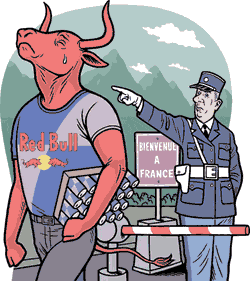 Red Bull
BIENVENUE
A
FRANCE